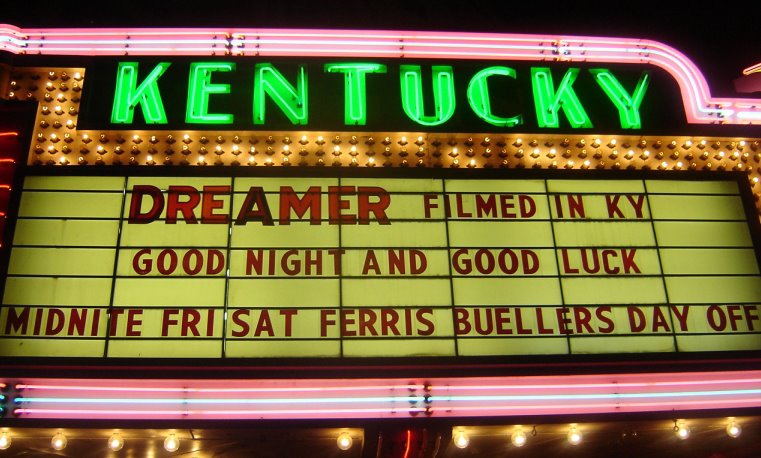 KENTUCKY
DREAMER FILMED IN KY
GOOD NIGHT AND GOOD LUCK
MIDNITE FRI SAT FERRIS BUELLERS DAY OFF